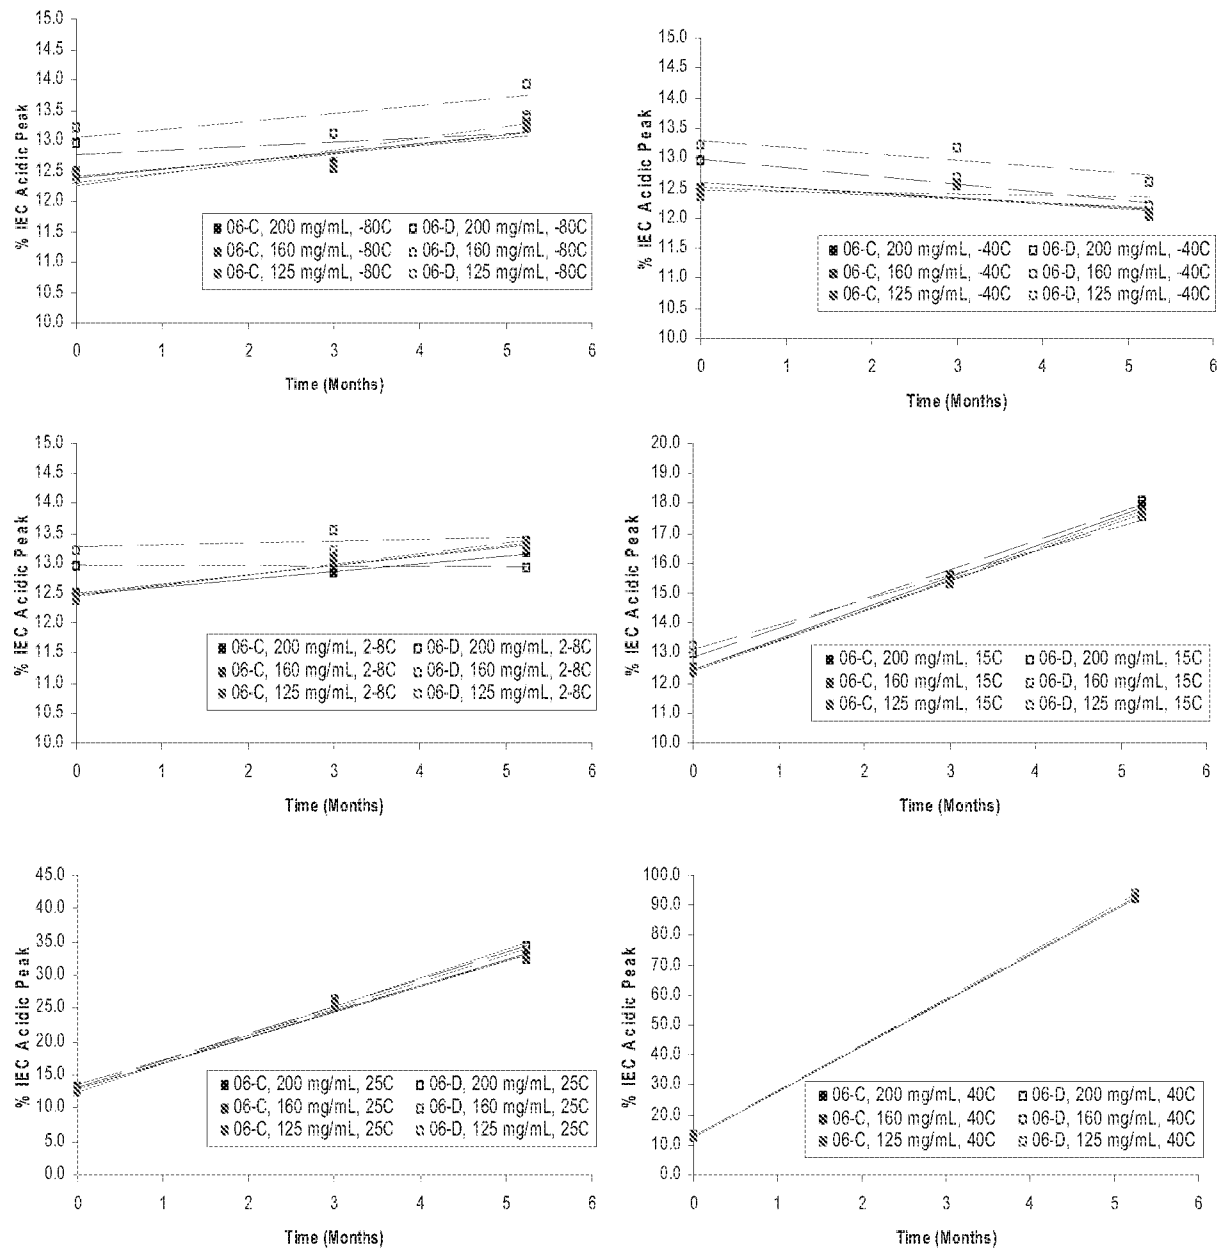 % IEC Acidic Peak
15.0
14.5
14.0
13.5
13.0
12.5
12.0
11.5
11.0
10.5
10.0
06-C, 200 mg/mL, -80C 06-D, 200 mg/mL, -80C
06-C, 160 mg/mL, -80C 06-D, 160 mg/mL, -80C
06-C, 125 mg/mL, -80C 06-D, 125 mg/mL, -80C
0 1 2 3 4 5 6
Time (Months)
% IEC Acidic Peak
15.0
14.5
14.0
13.5
13.0
12.5
12.0
11.5
11.0
10.5
10.0
06-C, 200 mg/mL, -40C 06-D, 200 mg/mL, -40C
06-C, 160 mg/mL, -40C 06-D, 160 mg/mL, -40C
06-C, 125 mg/mL, -40C 06-D, 125 mg/mL, -40C
0 1 2 3 4 5 6
Time (Months)
% IEC Acidic Peak
15.0
14.5
14.0
13.5
13.0
12.5
12.0
11.5
11.0
10.5
10.0
06-C, 200 mg/mL, 2-8C 06-D, 200 mg/mL, 2-8C
06-C, 160 mg/mL, 2-8C 06-D, 160 mg/mL, 2-8C
06-C, 125 mg/mL, 2-8C 06-D, 125 mg/mL, 2-8C
0 1 2 3 4 5 6
Time (Months)
% IEC Acidic Peak
20.0
19.0
18.0
17.0
16.0
15.0
14.0
13.0
12.0
11.0
10.0
06-C, 200 mg/mL, 15C 06-D, 200 mg/mL, 15C
06-C, 160 mg/mL, 15C 06-D, 160 mg/mL, 15C
06-C, 125 mg/mL, 15C 06-D, 125 mg/mL, 15C
0 1 2 3 4 5 6
Time (Months)
% IEC Acidic Peak
45.0
40.0
35.0
30.0
25.0
20.0
15.0
10.0
5.0
0.0
06-C, 200 mg/mL, 25C 06-D, 200 mg/mL, 25C
06-C, 160 mg/mL, 25C 06-D, 160 mg/mL, 25C
06-C, 125 mg/mL, 25C 06-D, 125 mg/mL, 25C
0 1 2 3 4 5 6
Time (Months)
% IEC Acidic Peak
100.0
90.0
80.0
70.0
60.0
50.0
40.0
30.0
20.0
10.0
0.0
06-C, 200 mg/mL, 40C 06-D, 200 mg/mL, 40C
06-C, 160 mg/mL, 40C 06-D, 160 mg/mL, 40C
06-C, 125 mg/mL, 40C 06-D, 125 mg/mL, 40C
0 1 2 3 4 5 6
Time (Months)